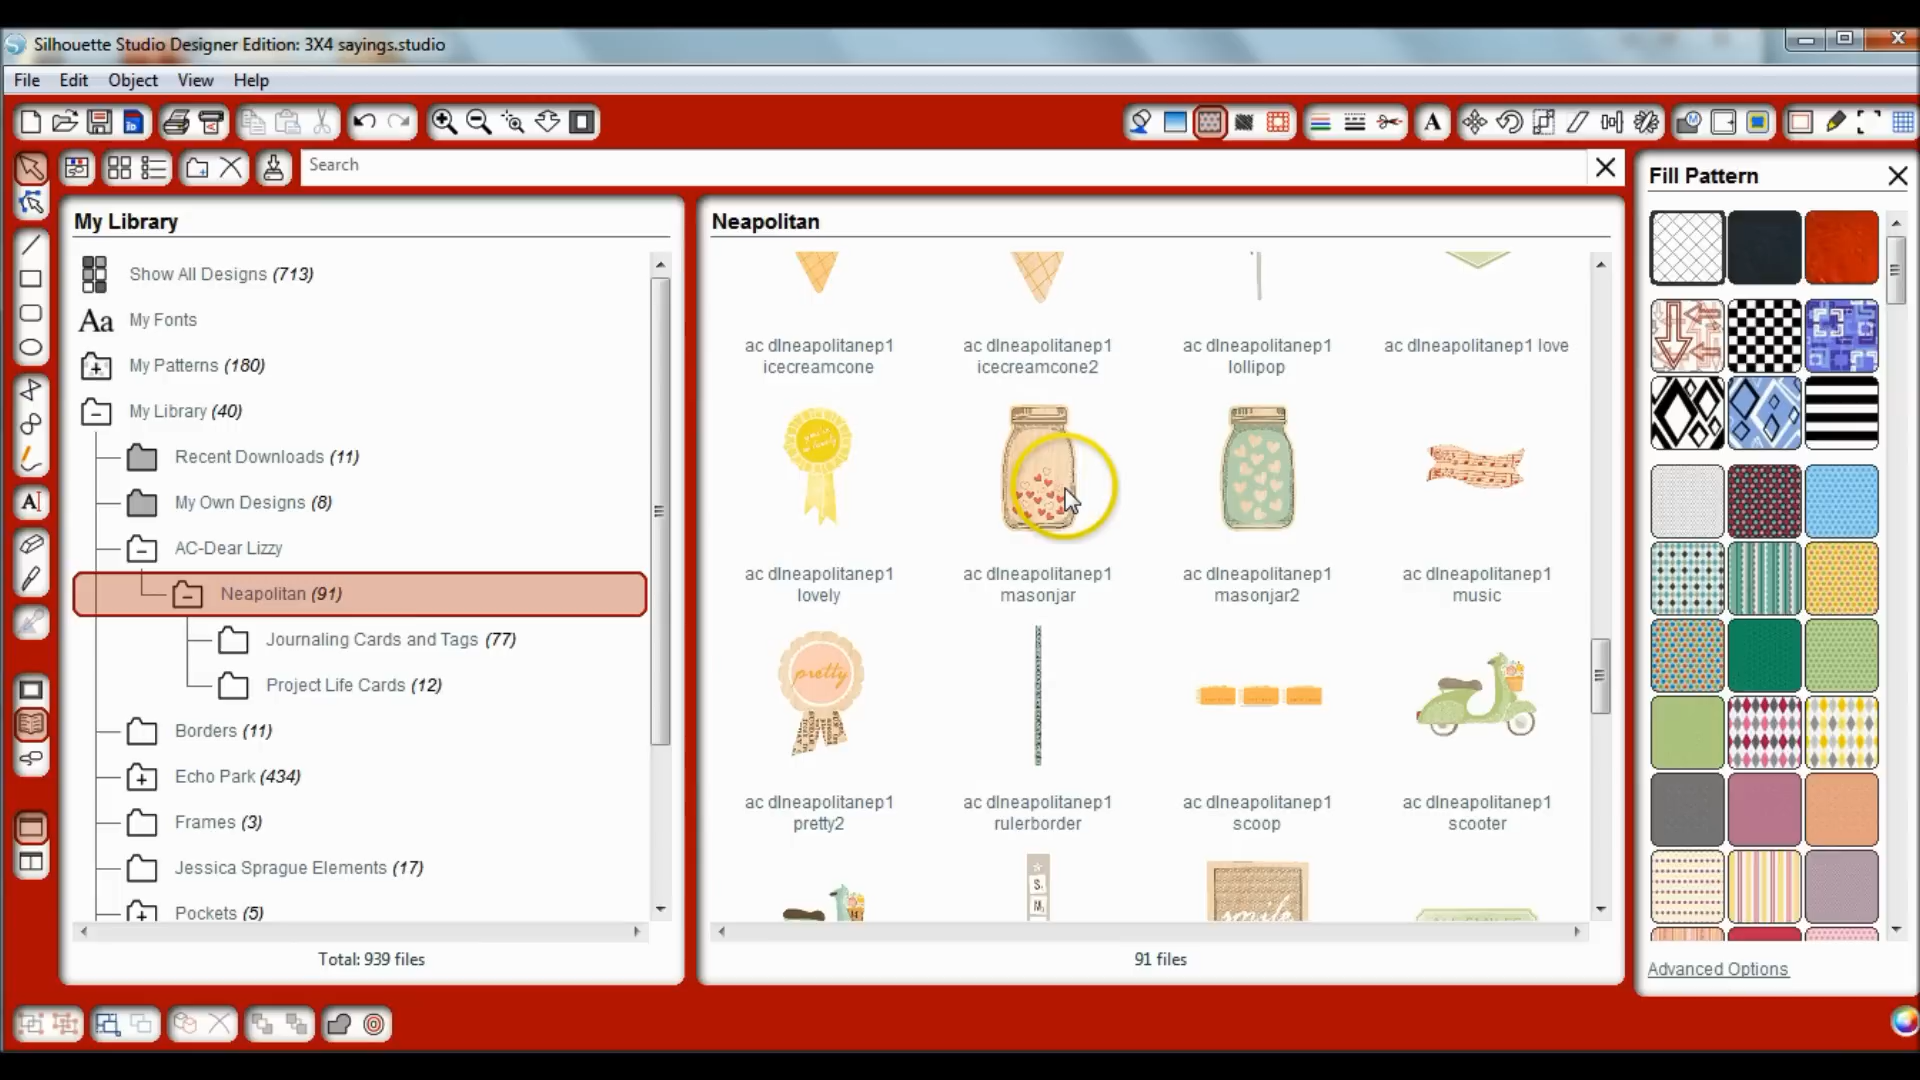 Silhouette Studio Designer Edition: 3X4 sayings.studio
File Edit Object View Help
Search
My Library
Show All Designs (713)
Aa My Fonts
My Patterns (180)
My Library (40)
Recent Downloads (11)
My Own Designs (8)
AC-Dear Lizzy
Neapolitan (91)
Journaling Cards and Tags (77)
Project Life Cards (12)
Borders (11)
Echo Park (434)
Frames (3)
Jessica Sprague Elements (17)
Pockets (5)
Total: 939 files
Neapolitan
ac dlneapolitanep1
icecreamcone
ac dlneapolitanep1
icecreamcone2
ac dlneapolitanep1
lollipop
ac dlneapolitanep1 love
ac dlneapolitanep1
lovely
ac dlneapolitanep1
masonjar
ac dlneapolitanep1
masonjar2
ac dlneapolitanep1
music
pretty
ac dlneapolitanep1
pretty2
ac dlneapolitanep1
rulerborder
ac dlneapolitanep1
scoop
ac dlneapolitanep1
scooter
S.
M.
smile
91 files
Fill Pattern
Advanced Options